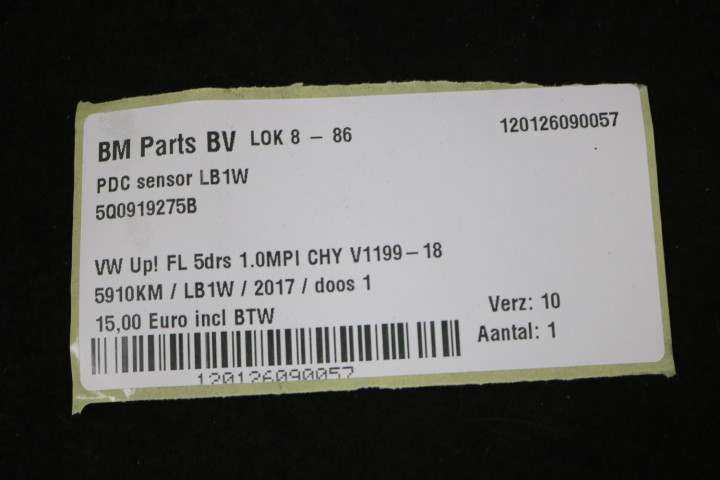 BM Parts BV LOK 8 – 86 120126090057
PDC sensor LB1W
5Q0919275B
VW Up! FL 5drs 1.0MPI CHY V1199–18
5910KM / LB1W / 2017 / doos 1
15,00 Euro incl BTW
Verz: 10
Aantal: 1
120126090057